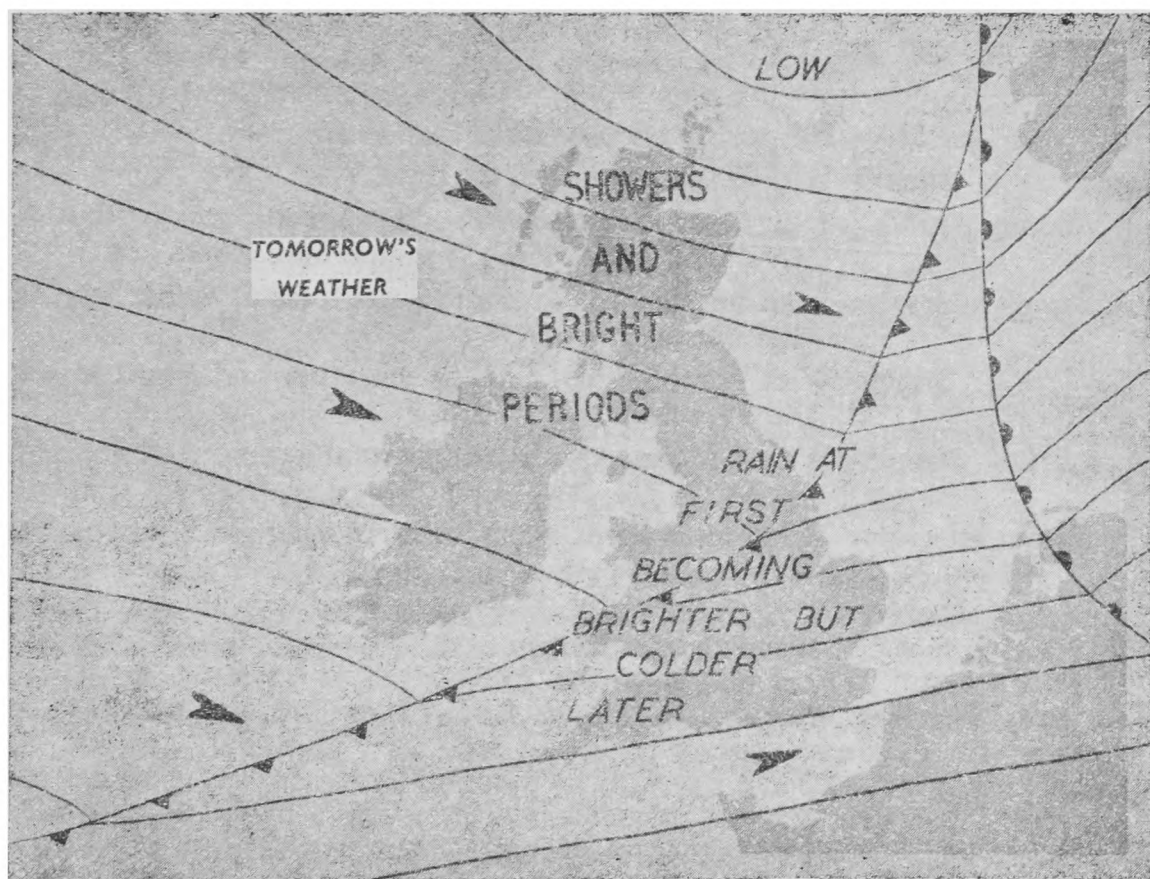 LOW
SHOWERS
AND
BRIGHT
PERIODS
TOMORROW'S
WEATHER
RAIN AT
FIRST
BECOMING
BRIGHTER BUT
COLDER
LATER